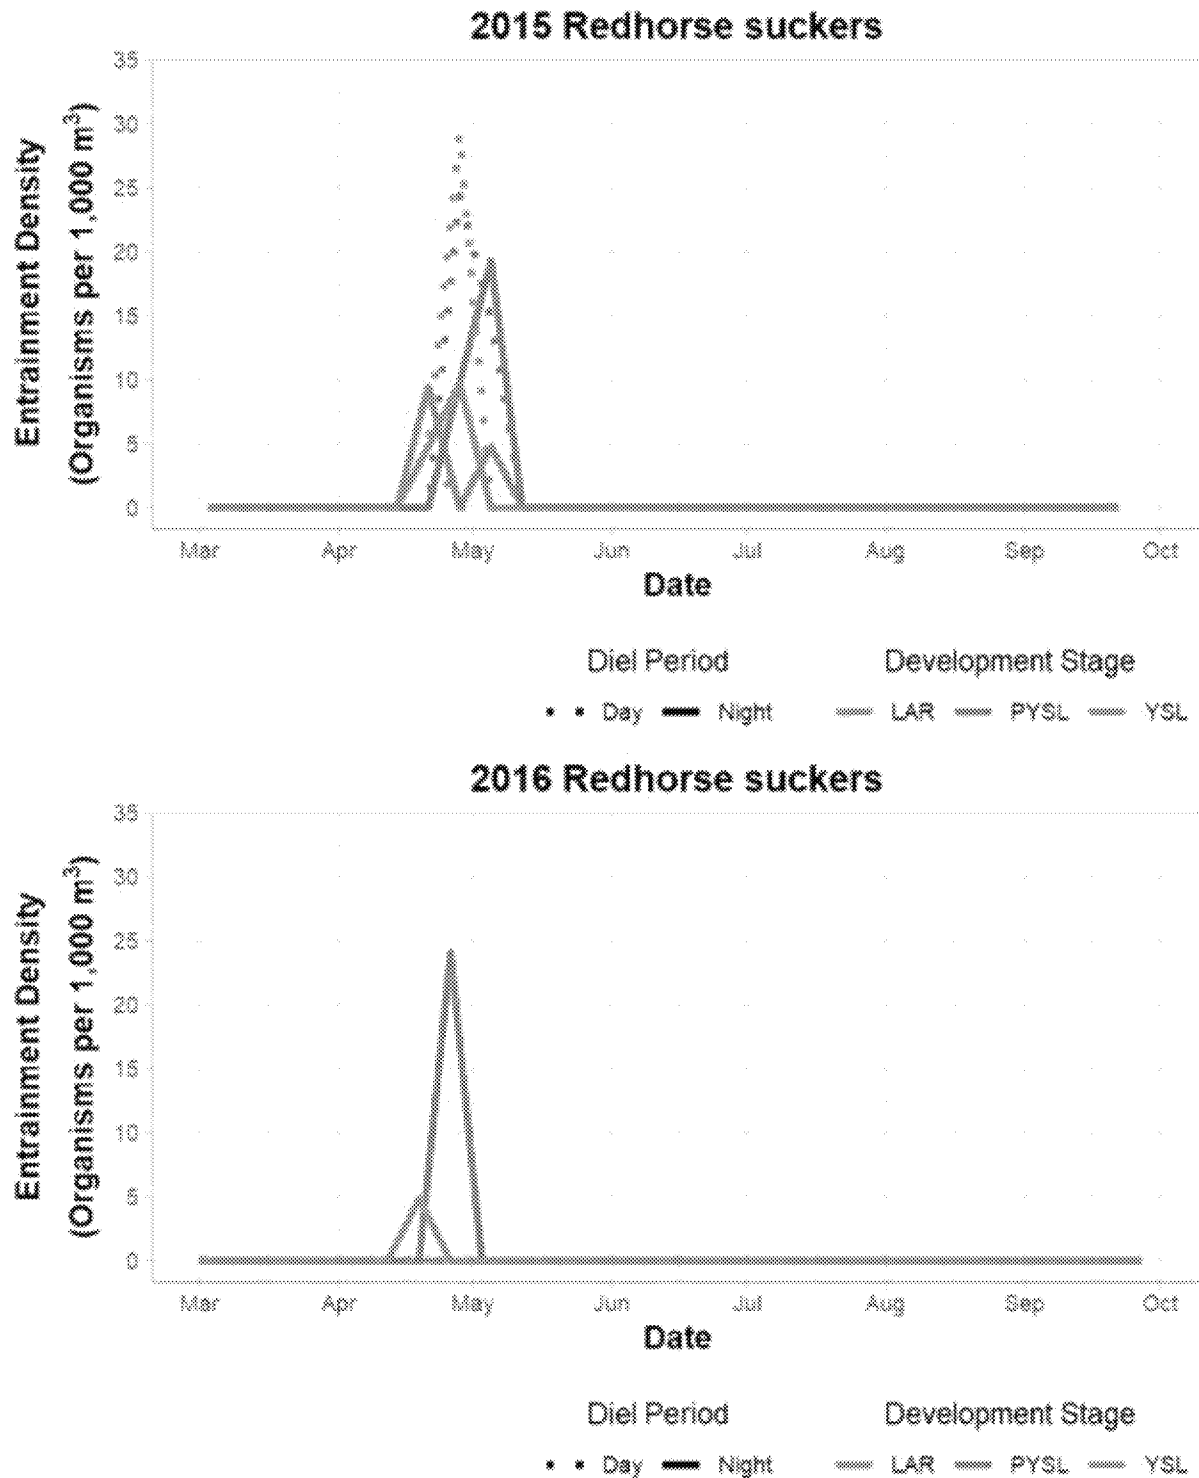 2015 Redhorse suckers
Entrainment Density
(Organisms per 1,000 m³)
35
30
25
20
15
10
5
0
Mar Apr May Jun Jul Aug Sep Oct
Date
Diel Period Development Stage
Day Night LAR PYSL YSL
2016 Redhorse suckers
Entrainment Density
(Organisms per 1,000 m³)
35
30
25
20
15
10
5
0
Mar Apr May Jun Jul Aug Sep Oct
Date
Diel Period Development Stage
Day Night LAR PYSL YSL